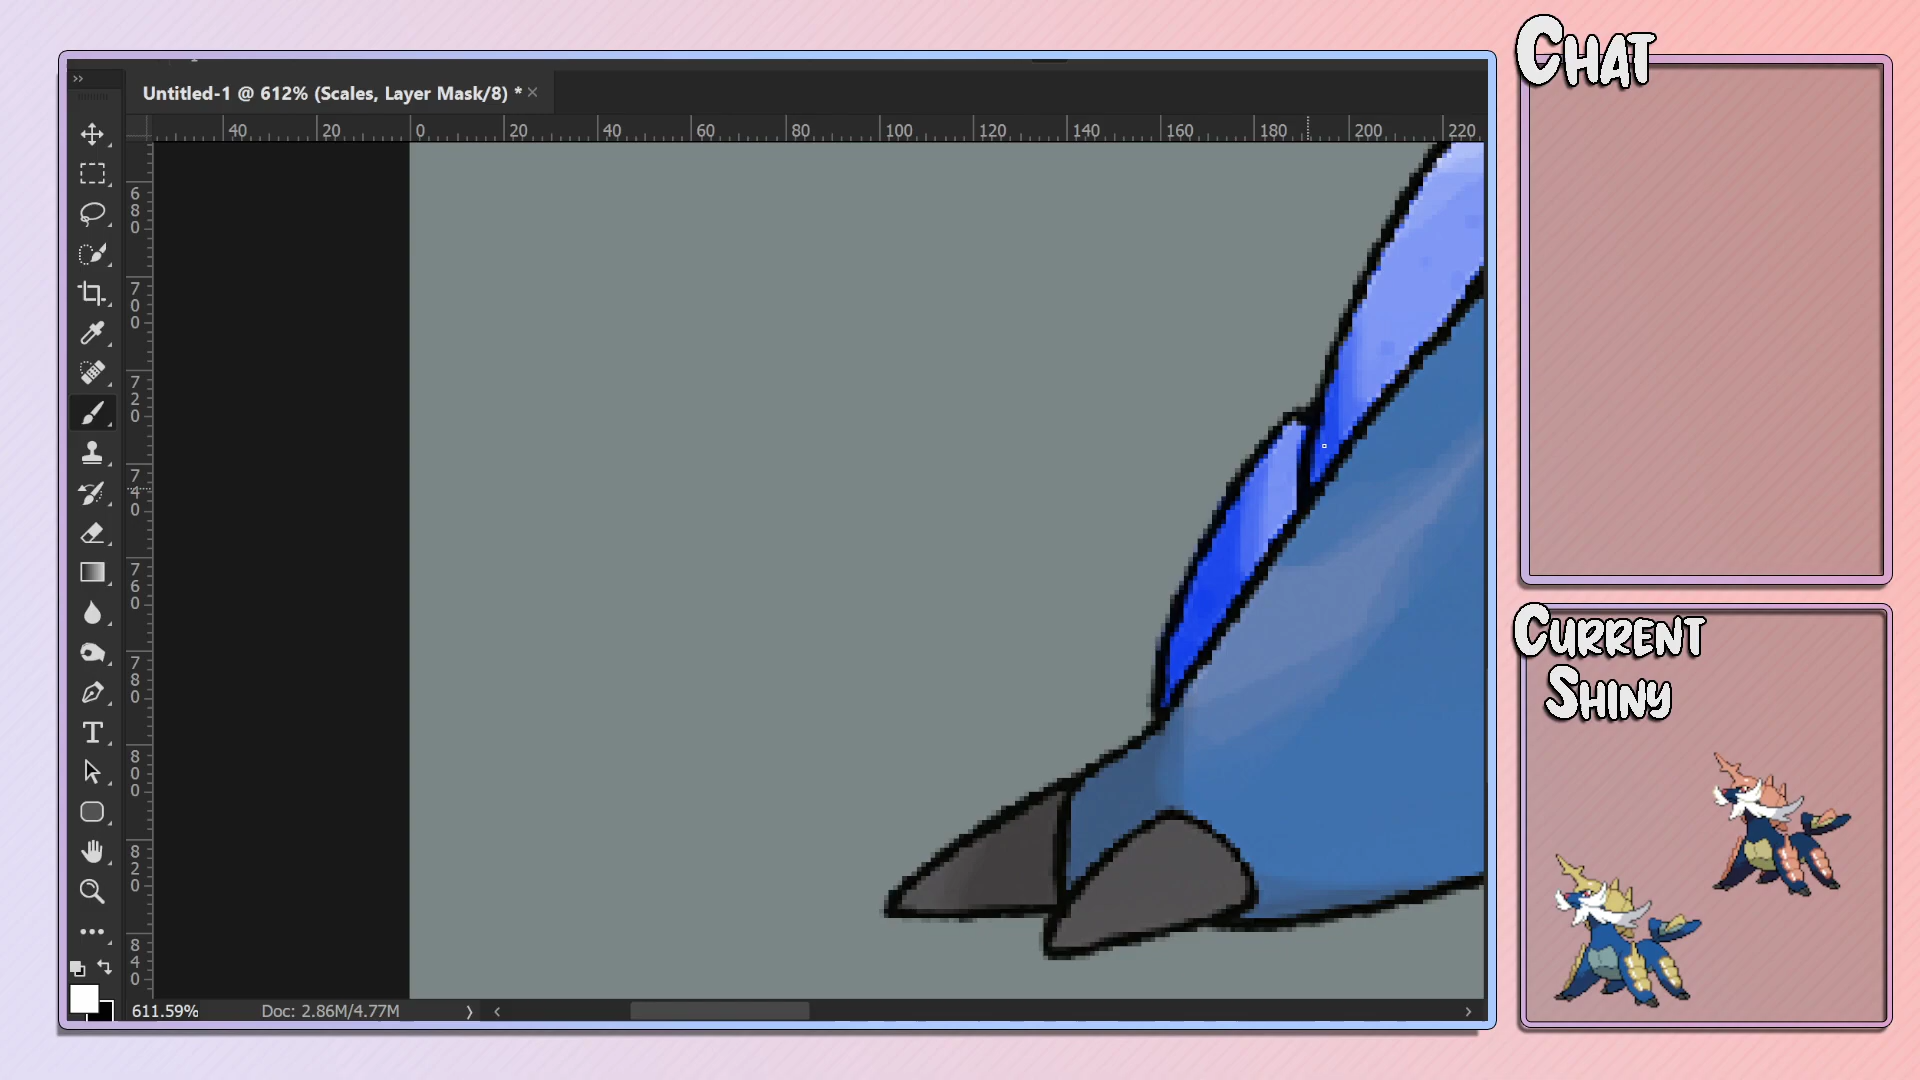 Chat
Untitled-1 @ 612% (Scales, Layer Mask/8) *
40 20 0 20 40 60 80 100 120 140 160 180 200 220
680
700
720
740
760
780
800
820
840
611.59%
Doc: 2.86M/4.77M
Current
Shiny